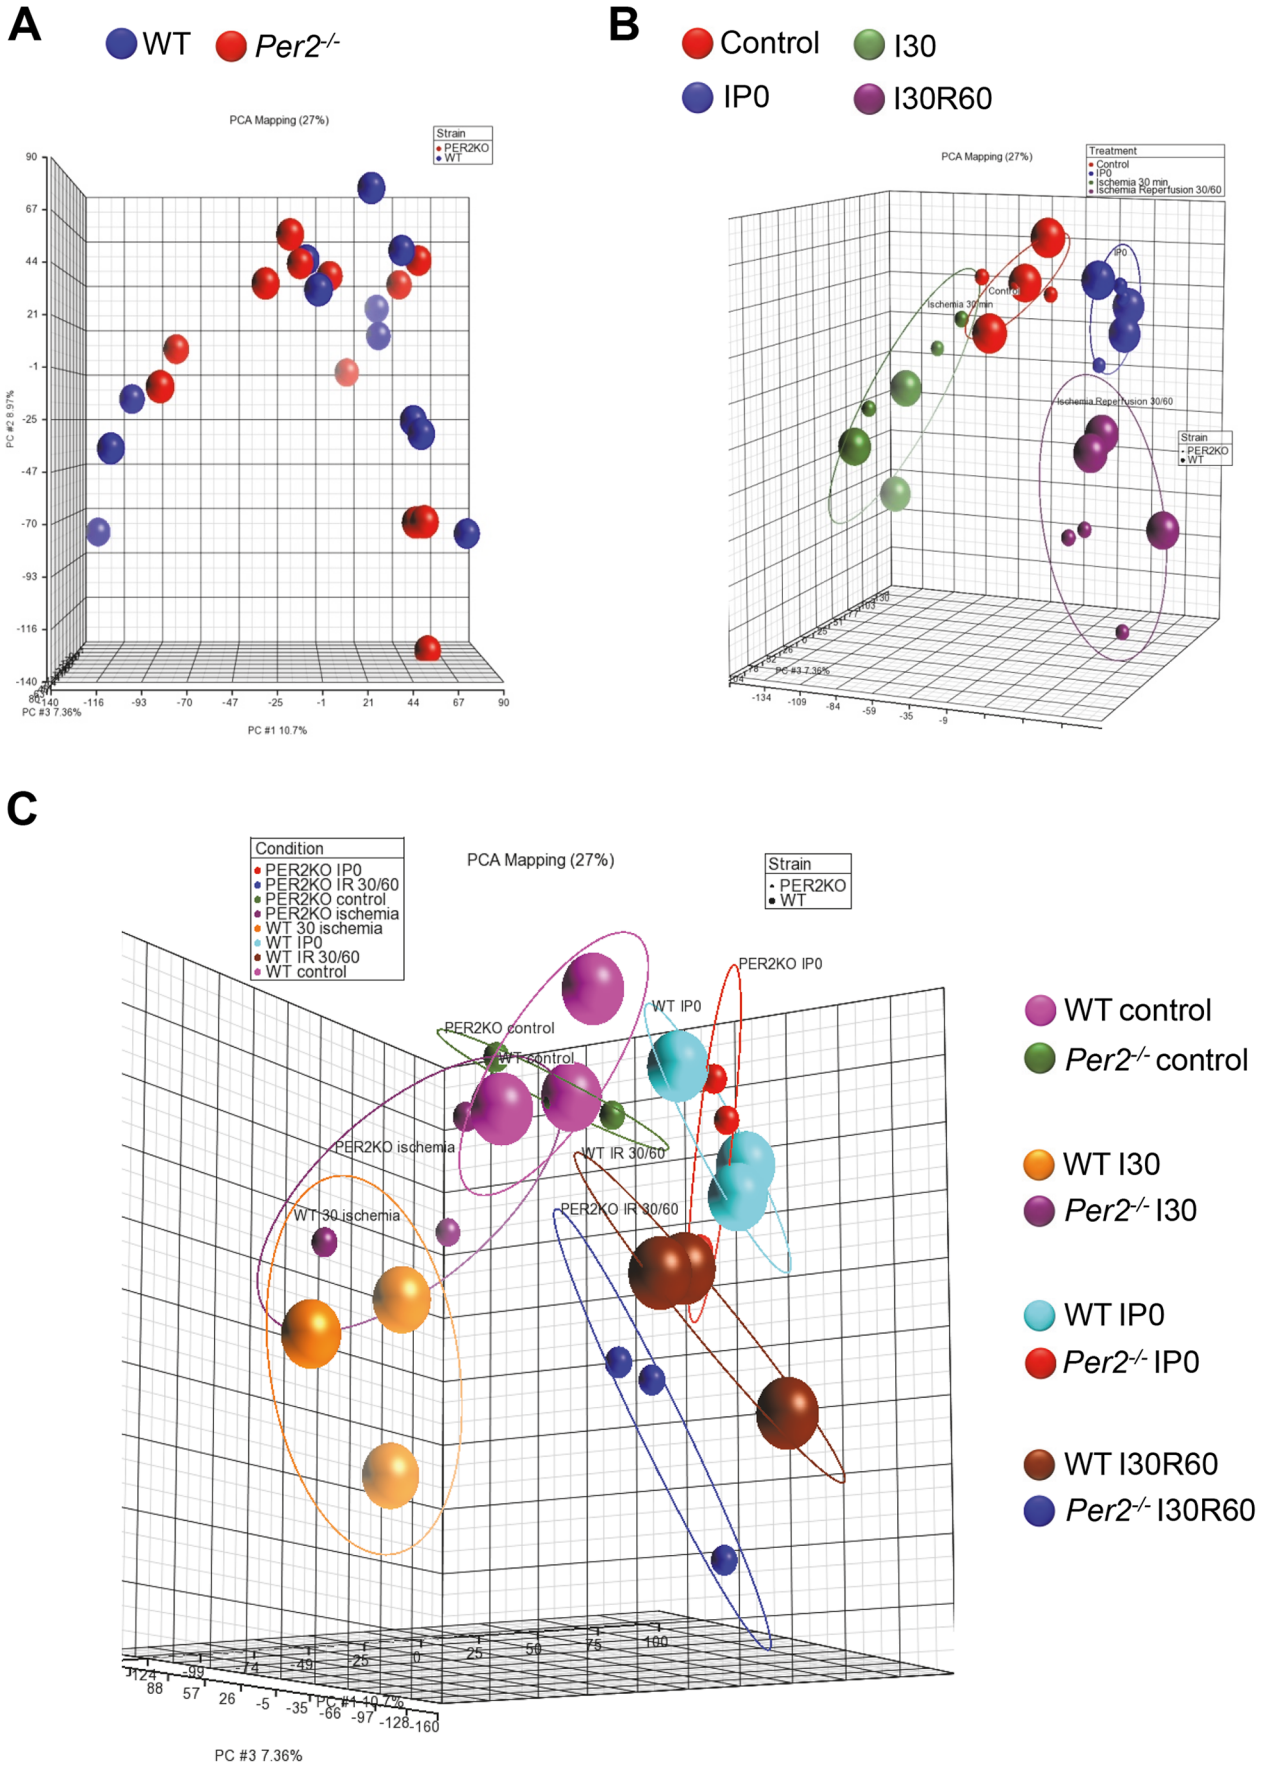 A
WT
Per2-/-
PCA Mapping (27%)
Strain
PER2KO
WT
90
67
44
21
-1
-25
-47
-70
-93
-116
-140
PC #2 8.97%
-140
-116
-93
-70
-47
-25
-1
21
44
67
90
PC #3 7.36%
PC #1 10.7%
B
Control
I30
IP0
I30R60
PCA Mapping (27%)
Treatment
Control
IP0
Ischemia 30 min
Ischemia Reperfusion 30/60
IP0
Control
Ischemia 30 min
Ischemia Reperfusion 30/60
Strain
PER2KO
WT
PC #3 7.36%
-134
-109
-84
-59
-35
-9
C
Condition
PER2KO IP0
PER2KO IR 30/60
PER2KO control
PER2KO ischemia
WT 30 ischemia
WT IP0
WT IR 30/60
WT control
PCA Mapping (27%)
Strain
PER2KO
WT
PER2KO IP0
WT IP0
PER2KO control
WT control
PER2KO ischemia
WT IR 30/60
PER2KO IR 30/60
WT 30 ischemia
WT control
Per2-/- control
WT I30
Per2-/- I30
WT IP0
Per2-/- IP0
WT I30R60
Per2-/- I30R60
-124
-99
-74
-49
-25
0
25
50
75
100
88
57
26
-5
-35
-66
-97
-128
-160
PC #1 10.7%
PC #3 7.36%